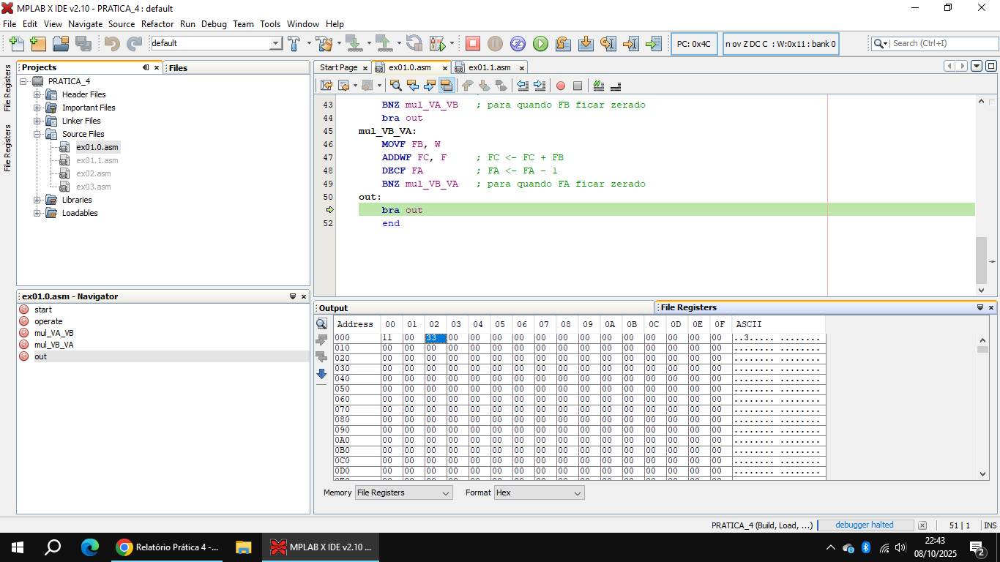 MPLAB X IDE v2.10 - PRATICA_4 : default
File Edit View Navigate Source Refactor Run Debug Team Tools Window Help
default PC: 0x4C n ov Z DC C : W:0x11 : bank 0 Search (Ctrl+I)
File Registers
File Registers
Projects Files
PRATICA_4
Header Files
Important Files
Linker Files
Source Files
ex01.0.asm
ex01.1.asm
ex02.asm
ex03.asm
Libraries
Loadables
ex01.0.asm - Navigator
start
operate
mul_VA_VB
mul_VB_VA
out
Start Page ex01.0.asm ex01.1.asm
43 BNZ mul_VA_VB ; para quando FB ficar zerado
44 bra out
45 mul_VB_VA:
46 MOVF FB, W
47 ADDWF FC, F ; FC <- FC + FB
48 DECF FA ; FA <- FA - 1
49 BNZ mul_VB_VA ; para quando FA ficar zerado
50 out:
bra out
52 end
Output File Registers
Address 00 01 02 03 04 05 06 07 08 09 0A 0B 0C 0D 0E 0F ASCII
000 11 00 33 00 00 00 00 00 00 00 00 00 00 00 00 00 ..3..... ........
010 00 00 00 00 00 00 00 00 00 00 00 00 00 00 00 00 ........ ........
020 00 00 00 00 00 00 00 00 00 00 00 00 00 00 00 00 ........ ........
030 00 00 00 00 00 00 00 00 00 00 00 00 00 00 00 00 ........ ........
040 00 00 00 00 00 00 00 00 00 00 00 00 00 00 00 00 ........ ........
050 00 00 00 00 00 00 00 00 00 00 00 00 00 00 00 00 ........ ........
060 00 00 00 00 00 00 00 00 00 00 00 00 00 00 00 00 ........ ........
070 00 00 00 00 00 00 00 00 00 00 00 00 00 00 00 00 ........ ........
080 00 00 00 00 00 00 00 00 00 00 00 00 00 00 00 00 ........ ........
090 00 00 00 00 00 00 00 00 00 00 00 00 00 00 00 00 ........ ........
0A0 00 00 00 00 00 00 00 00 00 00 00 00 00 00 00 00 ........ ........
0B0 00 00 00 00 00 00 00 00 00 00 00 00 00 00 00 00 ........ ........
0C0 00 00 00 00 00 00 00 00 00 00 00 00 00 00 00 00 ........ ........
0D0 00 00 00 00 00 00 00 00 00 00 00 00 00 00 00 00 ........ ........
Memory File Registers Format Hex
PRATICA_4 (Build, Load, ...) debugger halted 51 | 1 INS
Relatório Prática 4 -... MPLAB X IDE v2.10 ... 22:43
08/10/2025 2